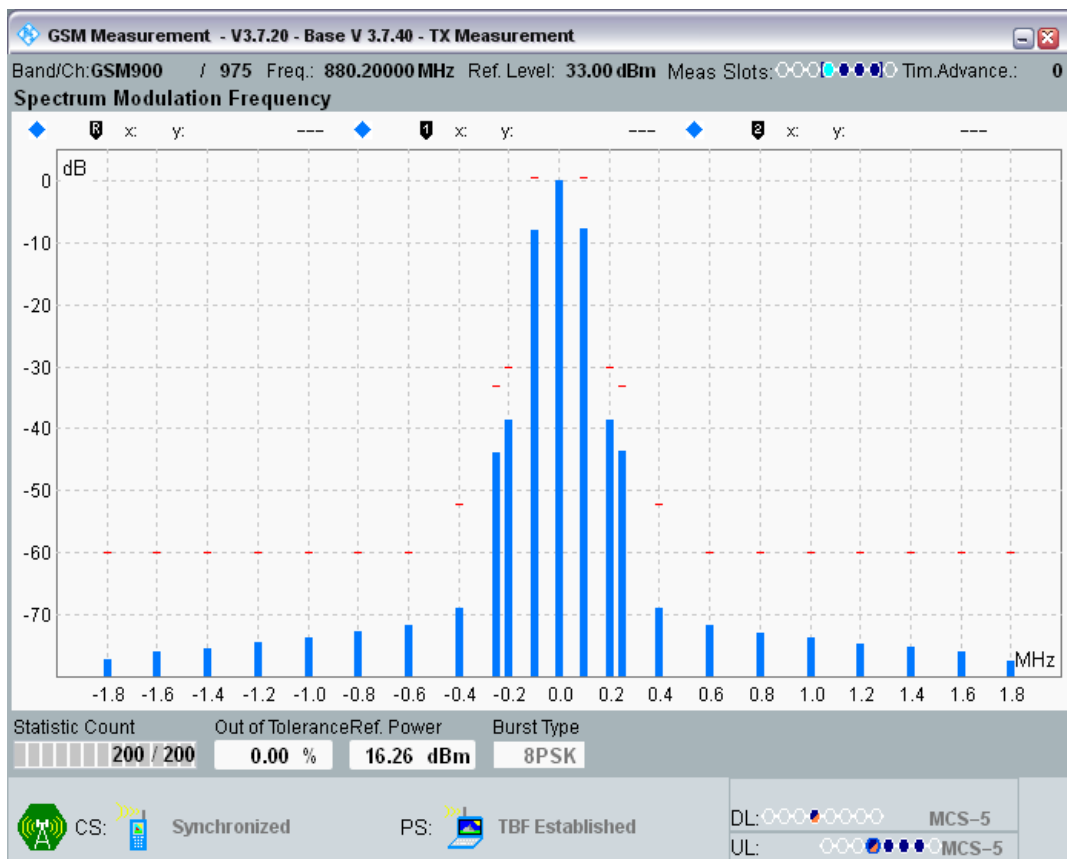 GSM Measurement - V3.7.20 - Base V 3.7.40 - TX Measurement
Band/Ch:GSM900 / 975 Freq.: 880.20000 MHz Ref. Level: 33.00 dBm Meas Slots: Tim.Advance.: 0
Spectrum Modulation Frequency
R x: y: --- 1 x: y: --- 2 x: y: ---
dB
0
-10
-20
-30
-40
-50
-60
-70
MHz
-1.8 -1.6 -1.4 -1.2 -1.0 -0.8 -0.6 -0.4 -0.2 0.0 0.2 0.4 0.6 0.8 1.0 1.2 1.4 1.6 1.8
Statistic Count Out of Tolerance Ref. Power Burst Type
200 / 200 0.00 % 16.26 dBm 8PSK
CS: Synchronized PS: TBF Established
DL: MCS-5
UL: MCS-5